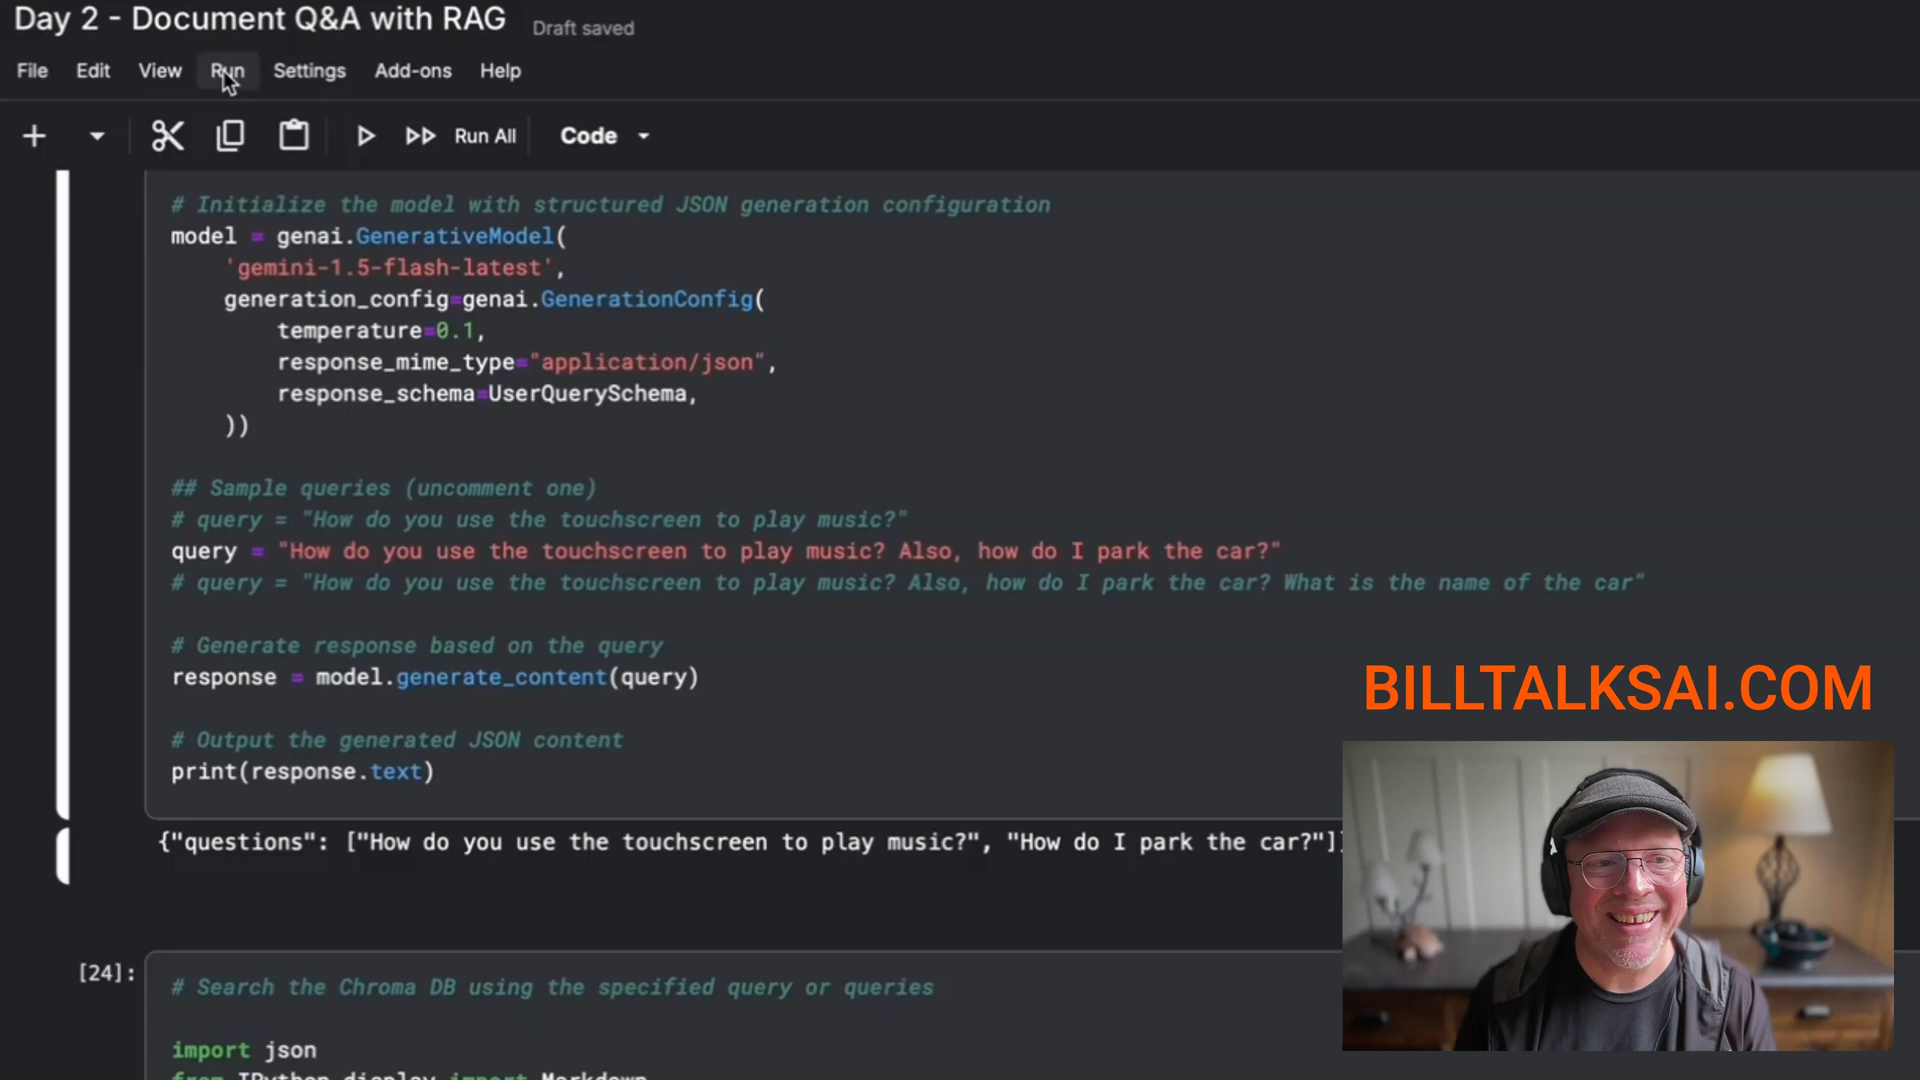 Day 2 - Document Q&A with RAG Draft saved
File Edit View Run Settings Add-ons Help
Run All Code
# Initialize the model with structured JSON generation configuration
model = genai.GenerativeModel(
'gemini-1.5-flash-latest',
generation_config=genai.GenerationConfig(
temperature=0.1,
response_mime_type="application/json",
response_schema=UserQuerySchema,
))
## Sample queries (uncomment one)
# query = "How do you use the touchscreen to play music?"
query = "How do you use the touchscreen to play music? Also, how do I park the car?"
# query = "How do you use the touchscreen to play music? Also, how do I park the car? What is the name of the car"
# Generate response based on the query
response = model.generate_content(query)
# Output the generated JSON content
print(response.text)
BILLTALKSAI.COM
{"questions": ["How do you use the touchscreen to play music?", "How do I park the car?"]
[24]:
# Search the Chroma DB using the specified query or queries
import json
from IPython.display import Markdown